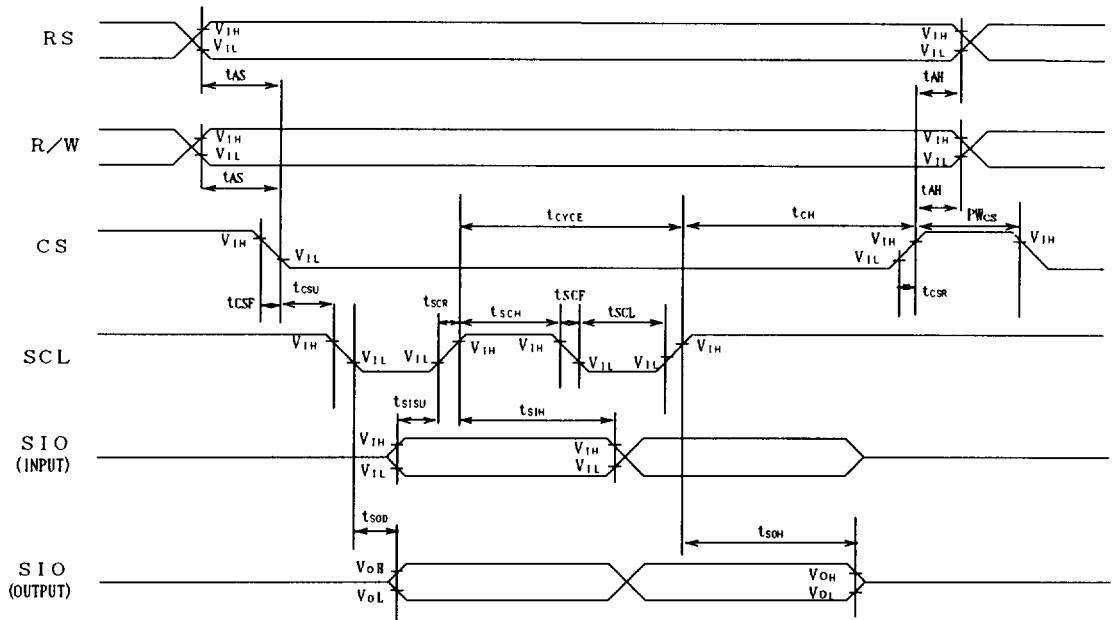 RS VIH VIL VIH VIL
tAS tAH
R/W VIH VIL VIH VIL
tAS tAH
tCYCE tCH PWCS
CS VIH VIL VIH VIL VIH
tCSF tCSU tSCR tSCH tSCF tSCL tCSR
SCL VIH VIL VIL VIH VIH VIL VIL VIH
tSISU tSIH
SIO VIH VIH
(INPUT) VIL VIL
tSOD tSOH
SIO VOH VOH
(OUTPUT) VOL VOL